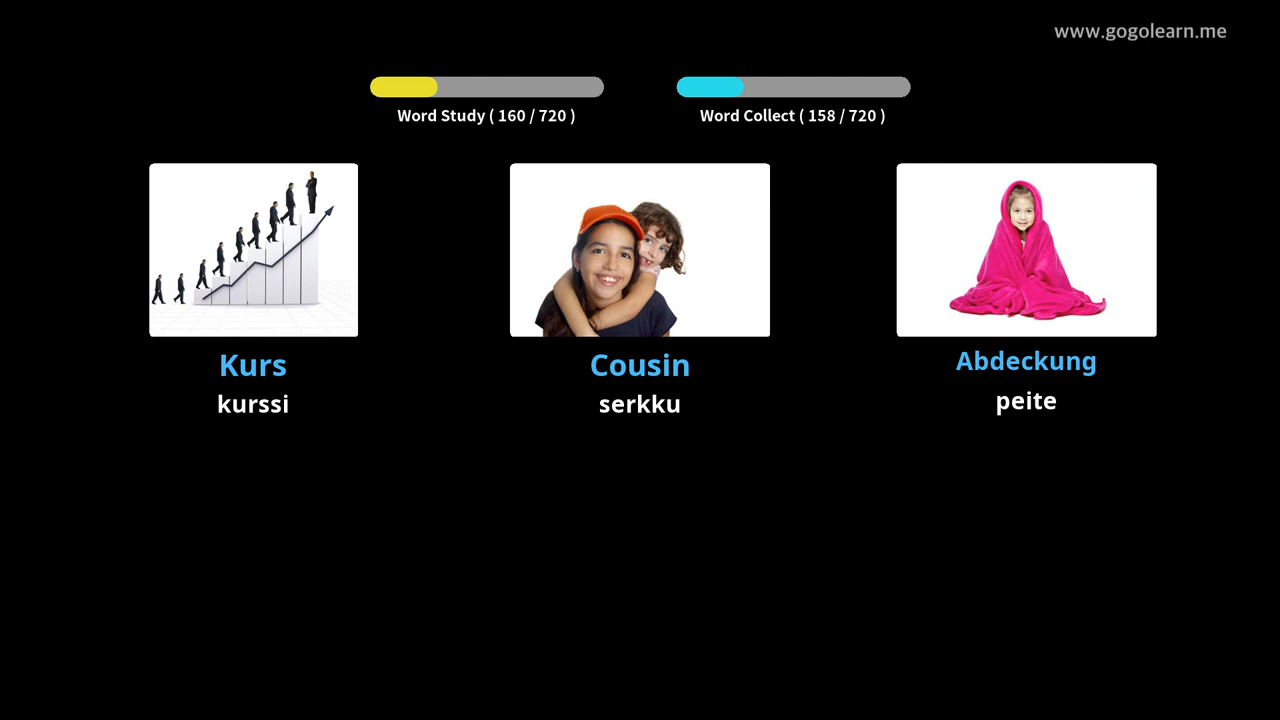 www.gogolearn.me
Word Study ( 160 / 720 )
Word Collect ( 158 / 720 )
Kurs
kurssi
Cousin
serkku
Abdeckung
peite